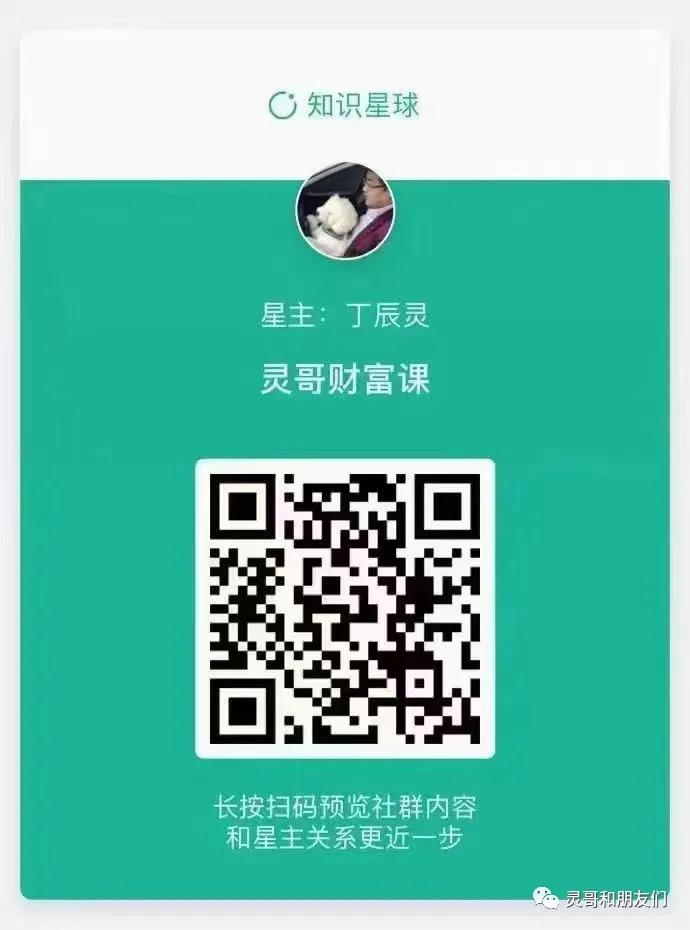 知识星球
星主：丁辰灵
灵哥财富课
长按扫码预览社群内容
和星主关系更近一步
灵哥和朋友们